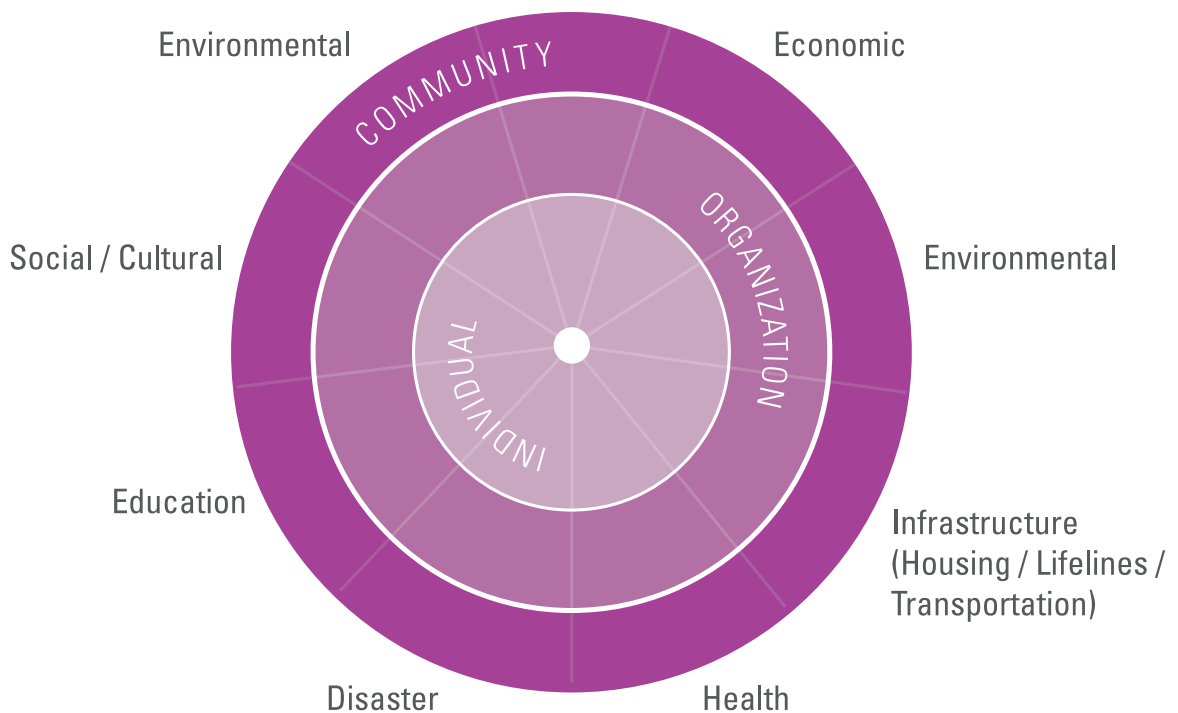 Environmental
Economic
COMMUNITY
ORGANIZATION
Social / Cultural
Environmental
INDIVIDUAL
Education
Infrastructure
(Housing / Lifelines /
Transportation)
Disaster
Health